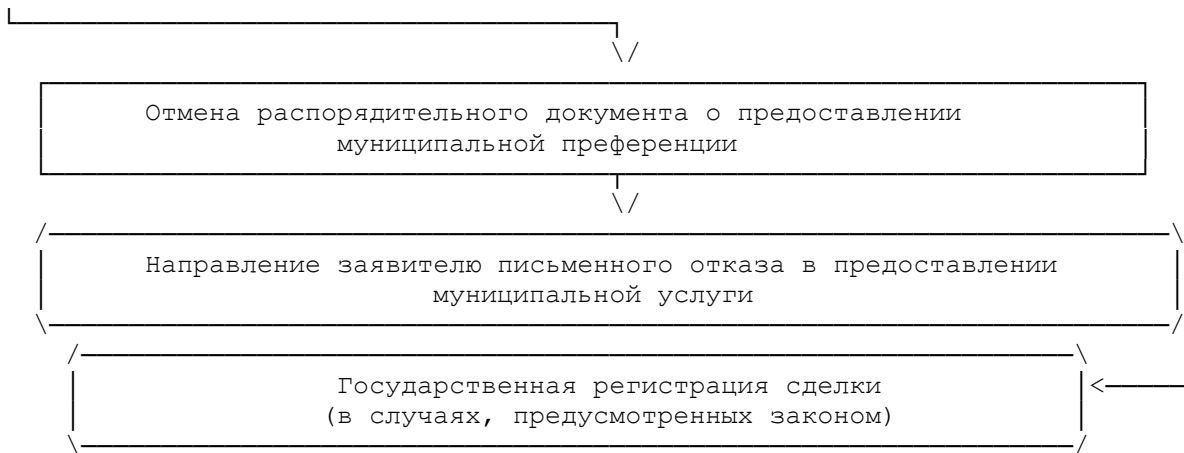 Отмена распорядительного документа о предоставлении
муниципальной преференции
Направление заявителю письменного отказа в предоставлении
муниципальной услуги
Государственная регистрация сделки
(в случаях, предусмотренных законом)